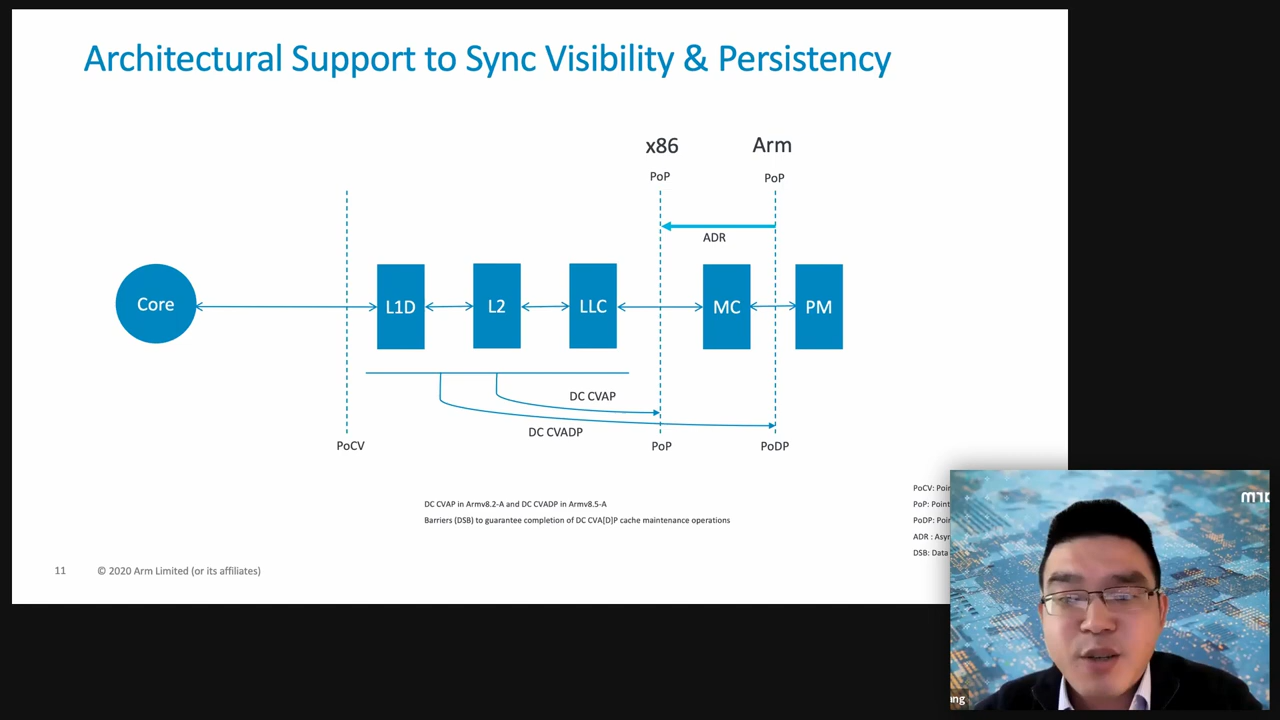 Architectural Support to Sync Visibility & Persistency
x86
Arm
PoP
PoP
ADR
Core
L1D
L2
LLC
MC
PM
DC CVAP
DC CVADP
PoCV
PoP
PoDP
DC CVAP in Armv8.2-A and DC CVADP in Armv8.5-A
Barriers (DSB) to guarantee completion of DC CVA[D]P cache maintenance operations
PoCV:
PoP: Point
PoDP:
ADR :
DSB: Data
11 © 2020 Arm Limited (or its affiliates)